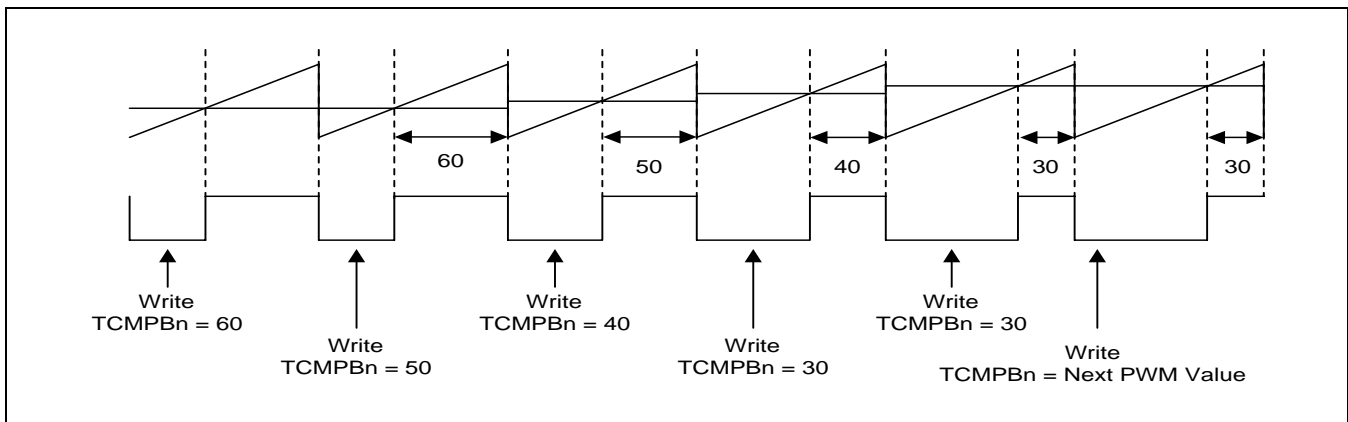 60
50
40
30
30
Write
TCMPBn = 60
Write
TCMPBn = 50
Write
TCMPBn = 40
Write
TCMPBn = 30
Write
TCMPBn = 30
Write
TCMPBn = Next PWM Value